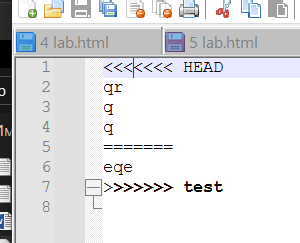 4 lab.html
5 lab.html
1 <<<<<<< HEAD
2 qr
3 q
4 q
5 =======
6 eqe
7 >>>>>>> test
8